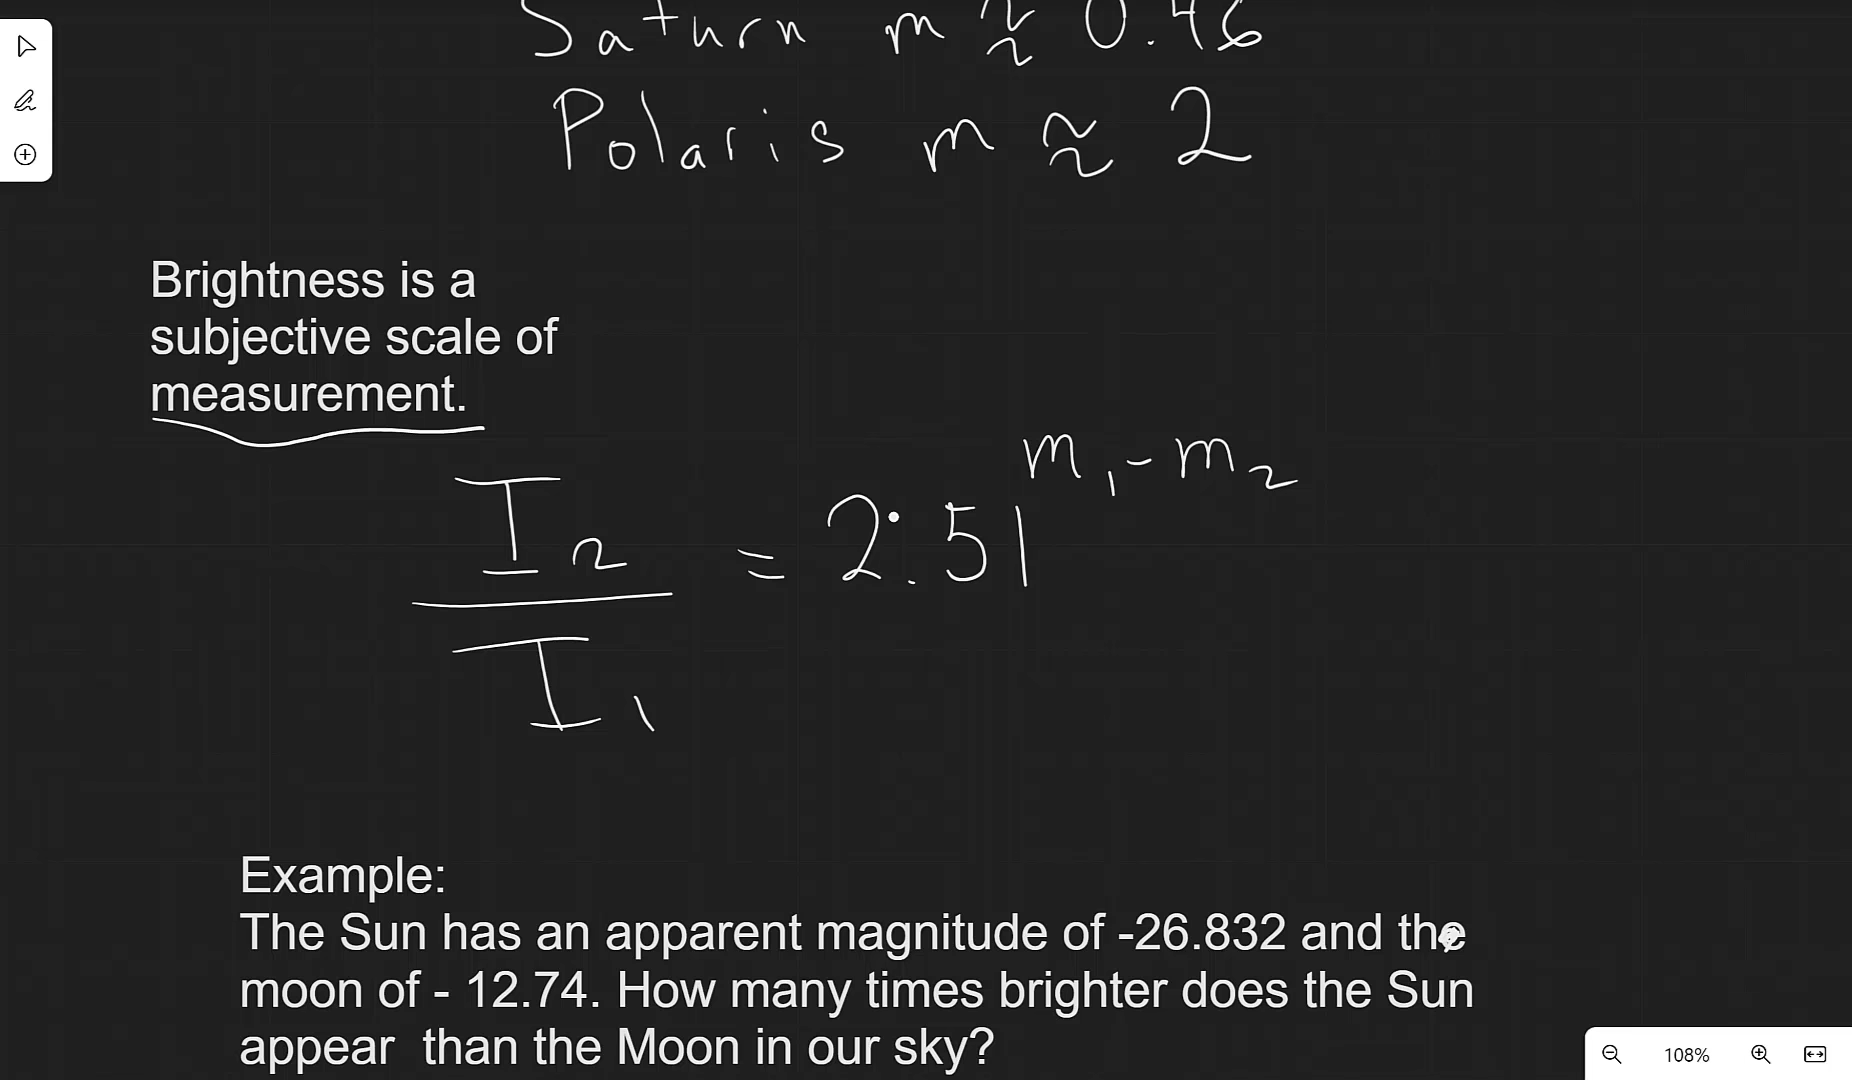 Saturn m ≈ 0.46
Polaris m ≈ 2
Brightness is a
subjective scale of
measurement.
I₂ / I₁ = 2.51^(m₁ - m₂)
Example:
The Sun has an apparent magnitude of -26.832 and the
moon of - 12.74. How many times brighter does the Sun
appear than the Moon in our sky?
108%